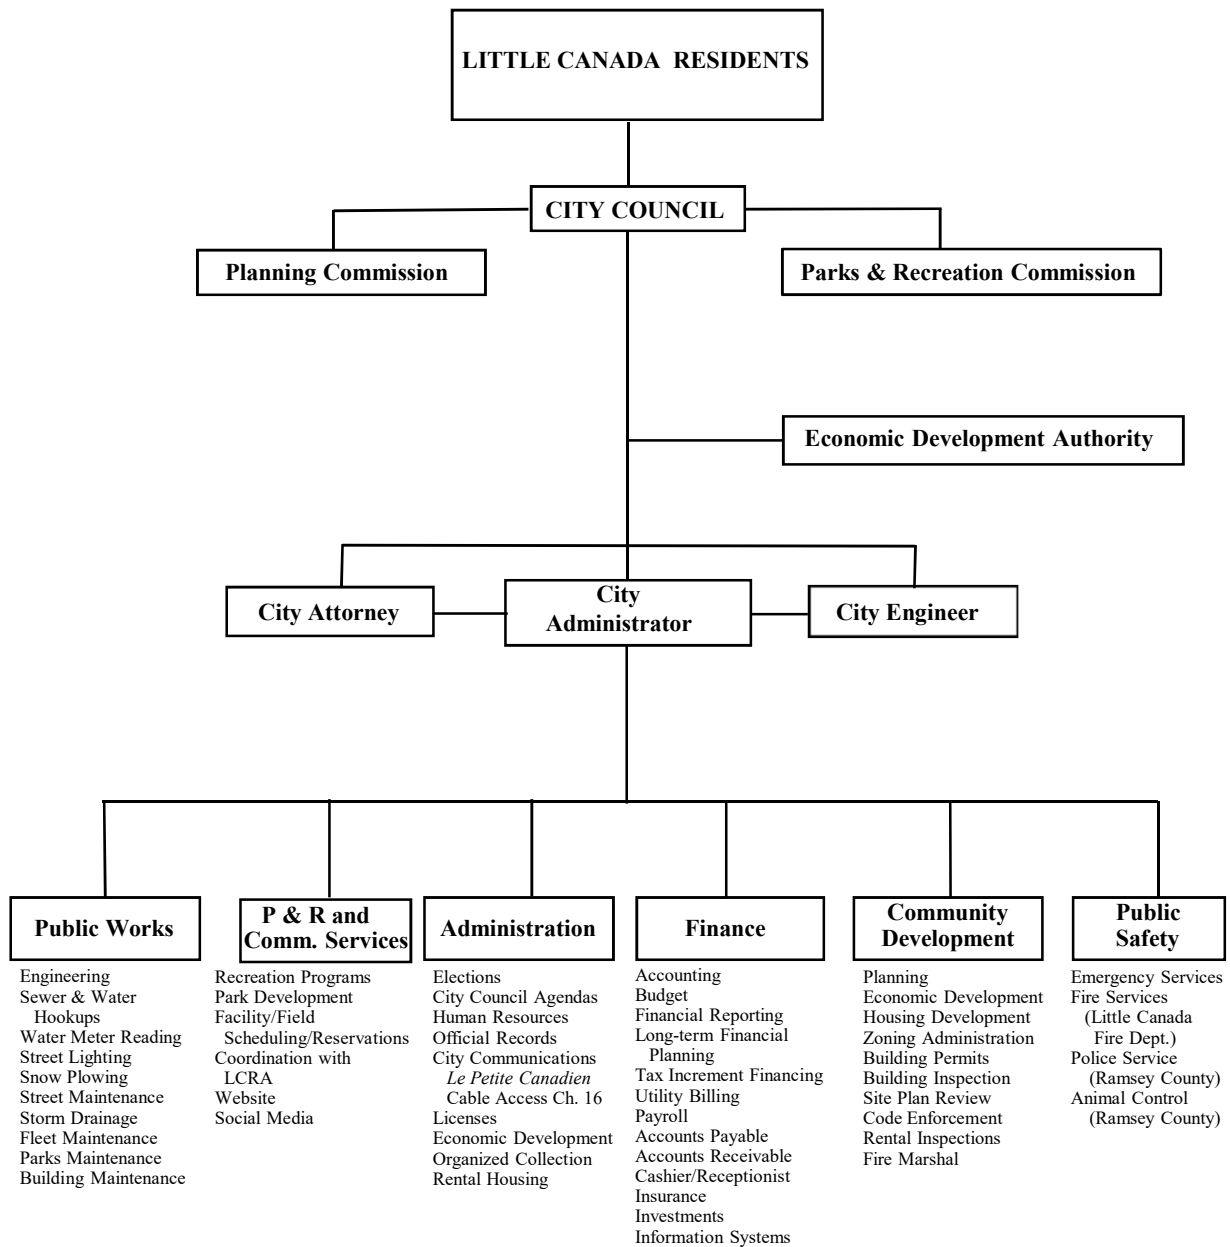 LITTLE CANADA RESIDENTS
CITY COUNCIL
Planning Commission
Parks & Recreation Commission
Economic Development Authority
City Attorney
City
Administrator
City Engineer
Public Works
Engineering
Sewer & Water
Hookups
Water Meter Reading
Street Lighting
Snow Plowing
Street Maintenance
Storm Drainage
Fleet Maintenance
Parks Maintenance
Building Maintenance
P & R and
Comm. Services
Recreation Programs
Park Development
Facility/Field
Scheduling/Reservations
Coordination with
LCRA
Website
Social Media
Administration
Elections
City Council Agendas
Human Resources
Official Records
City Communications
Le Petite Canadien
Cable Access Ch. 16
Licenses
Economic Development
Organized Collection
Rental Housing
Finance
Accounting
Budget
Financial Reporting
Long-term Financial
Planning
Tax Increment Financing
Utility Billing
Payroll
Accounts Payable
Accounts Receivable
Cashier/Receptionist
Insurance
Investments
Information Systems
Community
Development
Planning
Economic Development
Housing Development
Zoning Administration
Building Permits
Building Inspection
Site Plan Review
Code Enforcement
Rental Inspections
Fire Marshal
Public
Safety
Emergency Services
Fire Services
(Little Canada
Fire Dept.)
Police Service
(Ramsey County)
Animal Control
(Ramsey County)